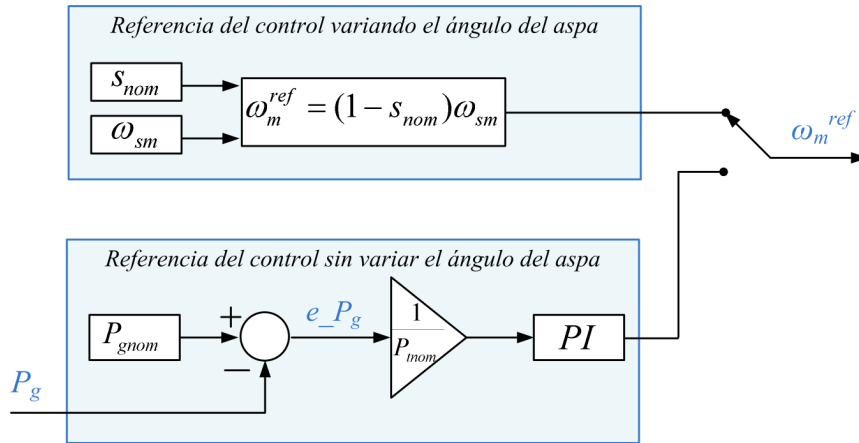 Referencia del control variando el ángulo del aspa
s_nom
ω_m^ref = (1 − s_nom)ω_sm
ω_sm
ω_m^ref
Referencia del control sin variar el ángulo del aspa
P_gnom
+
−
e_P_g
1
P_tnom
PI
P_g